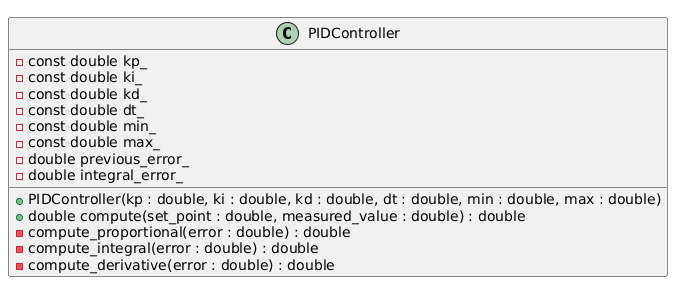 C PIDController
const double kp_
const double ki_
const double kd_
const double dt_
const double min_
const double max_
double previous_error_
double integral_error_
PIDController(kp : double, ki : double, kd : double, dt : double, min : double, max : double)
double compute(set_point : double, measured_value : double) : double
compute_proportional(error : double) : double
compute_integral(error : double) : double
compute_derivative(error : double) : double